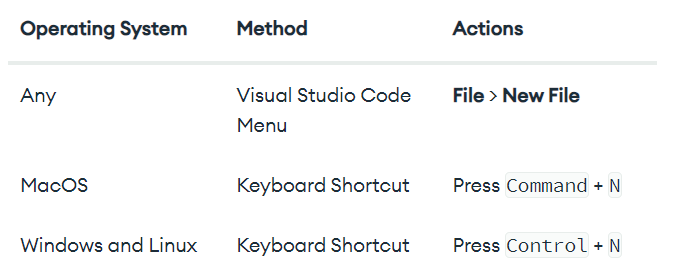 Operating System Method Actions
Any Visual Studio Code File > New File
Menu
MacOS Keyboard Shortcut Press Command + N
Windows and Linux Keyboard Shortcut Press Control + N